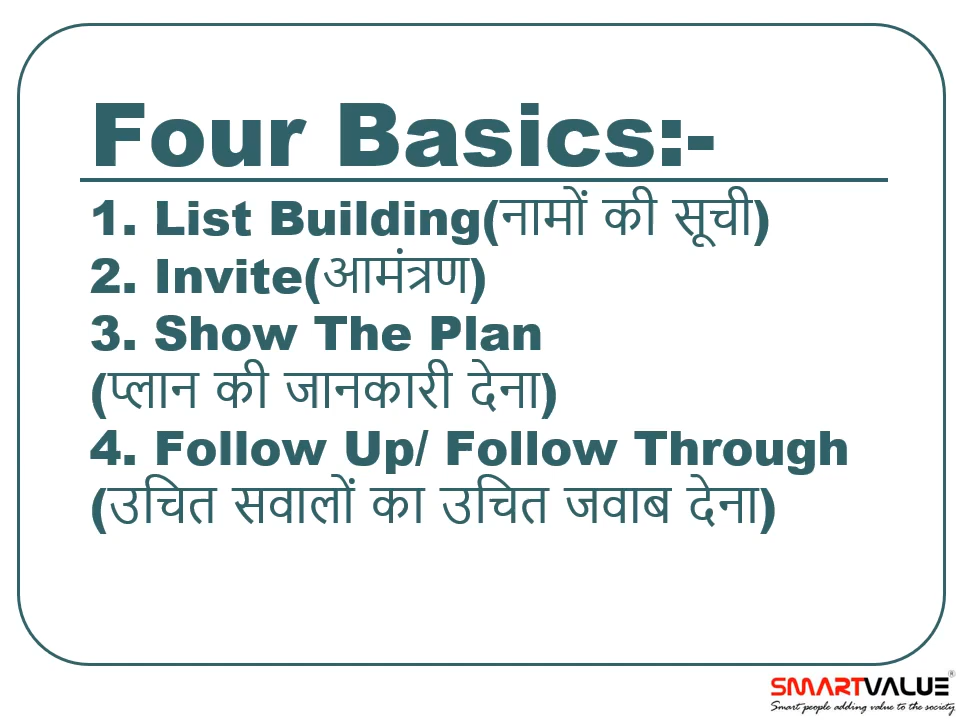 Four Basics:-
1. List Building(नामों की सूची)
2. Invite(आमंत्रण)
3. Show The Plan
(प्लान की जानकारी देना)
4. Follow Up/ Follow Through
(उचित सवालों का उचित जवाब देना)
SMARTVALUE®
Smart people adding value to the society